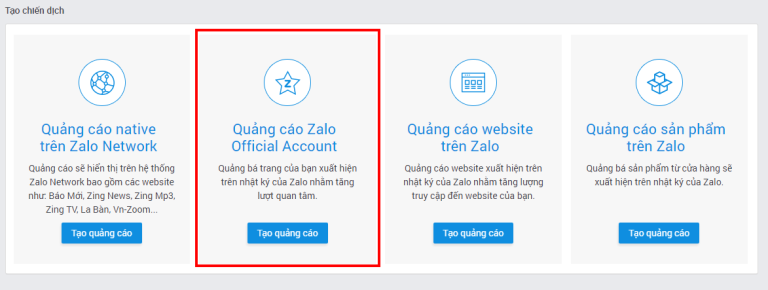 Tạo chiến dịch
Quảng cáo native
trên Zalo Network
Quảng cáo sẽ hiển thị trên hệ thống
Zalo Network bao gồm các website
như: Báo Mới, Zing News, Zing Mp3,
Zing TV, La Bàn, Vn-Zoom...
Tạo quảng cáo
Z
Quảng cáo Zalo
Official Account
Quảng bá trang của bạn xuất hiện
trên nhật ký của Zalo nhằm tăng
lượt quan tâm.
Tạo quảng cáo
Quảng cáo website
trên Zalo
Quảng cáo website xuất hiện trên
nhật ký của Zalo nhằm tăng lượng
truy cập đến website của bạn.
Tạo quảng cáo
Quảng cáo sản phẩm
trên Zalo
Quảng bá sản phẩm từ cửa hàng sẽ
xuất hiện trên nhật ký của Zalo.
Tạo quảng cáo